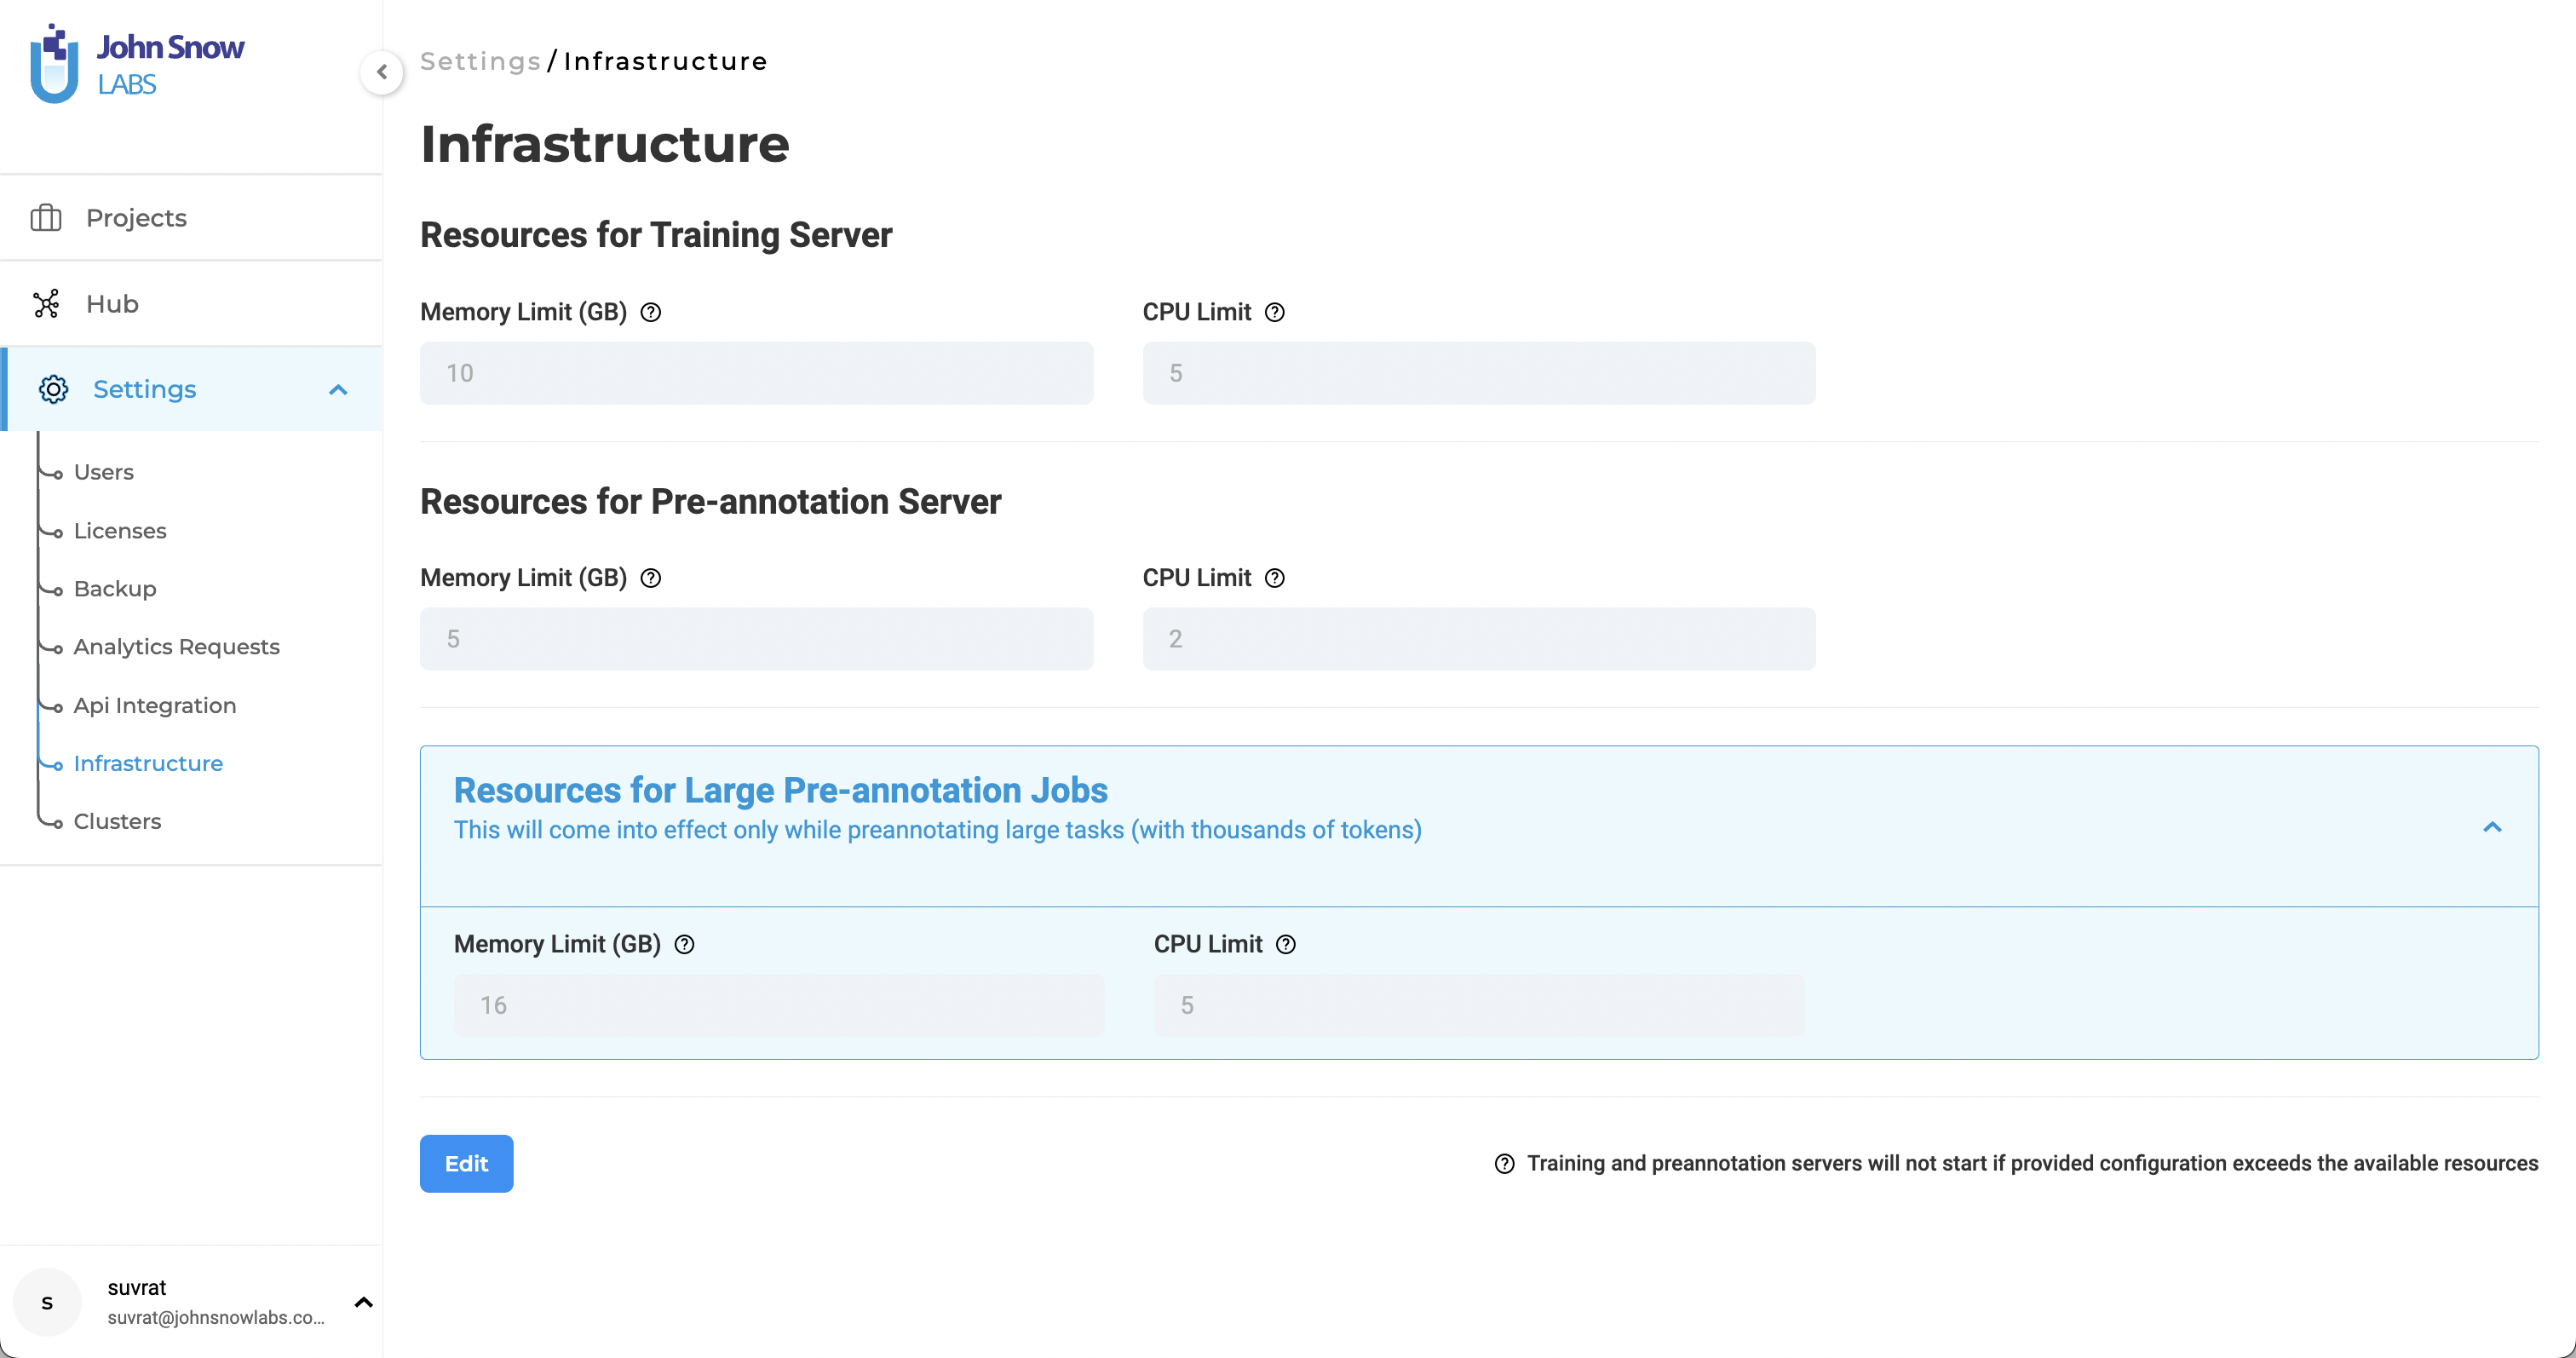 John Snow
LABS
Projects
Hub
Settings
Users
Licenses
Backup
Analytics Requests
Api Integration
Infrastructure
Clusters
s
suvrat
suvrat@johnsnowlabs.co...
Settings / Infrastructure
Infrastructure
Resources for Training Server
Memory Limit (GB) ? CPU Limit ?
10 5
Resources for Pre-annotation Server
Memory Limit (GB) ? CPU Limit ?
5 2
Resources for Large Pre-annotation Jobs
This will come into effect only while preannotating large tasks (with thousands of tokens)
Memory Limit (GB) ? CPU Limit ?
16 5
Edit
? Training and preannotation servers will not start if provided configuration exceeds the available resources